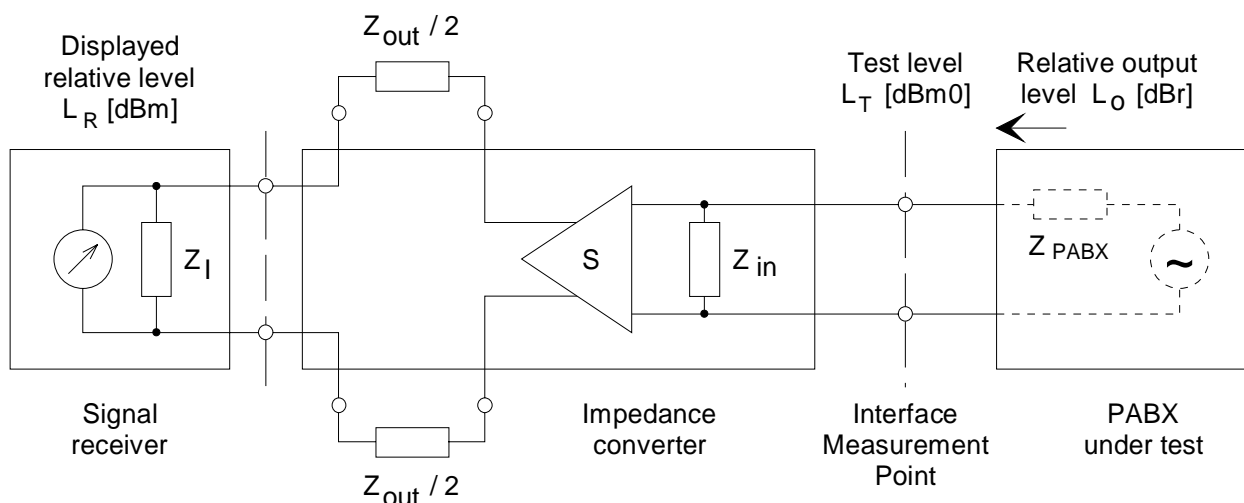 Z out / 2
Displayed
relative level
L R [dBm]
Test level
L T [dBm0]
Relative output
level L o [dBr]
Z I
S
Z in
Z PABX
~
Signal
receiver
Impedance
converter
Interface
Measurement
Point
PABX
under test
Z out / 2